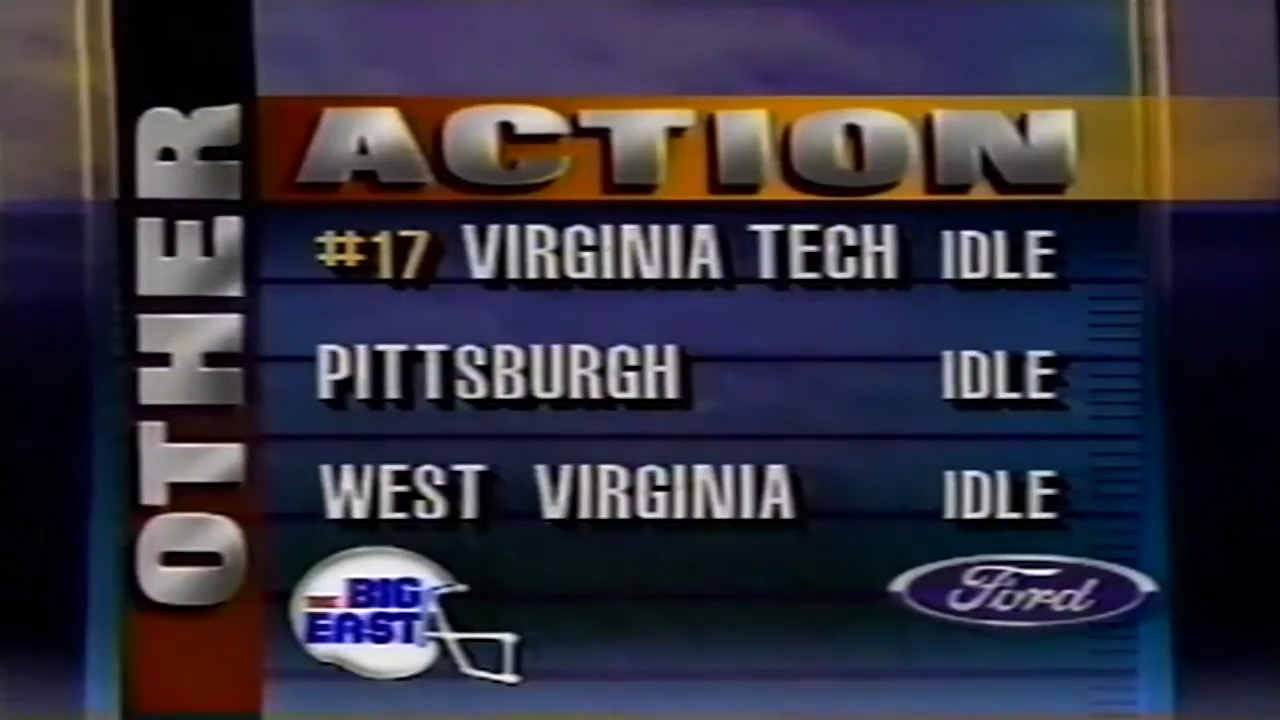 OTHER
ACTION
#17 VIRGINIA TECH IDLE
PITTSBURGH IDLE
WEST VIRGINIA IDLE
BIG
EAST
Ford